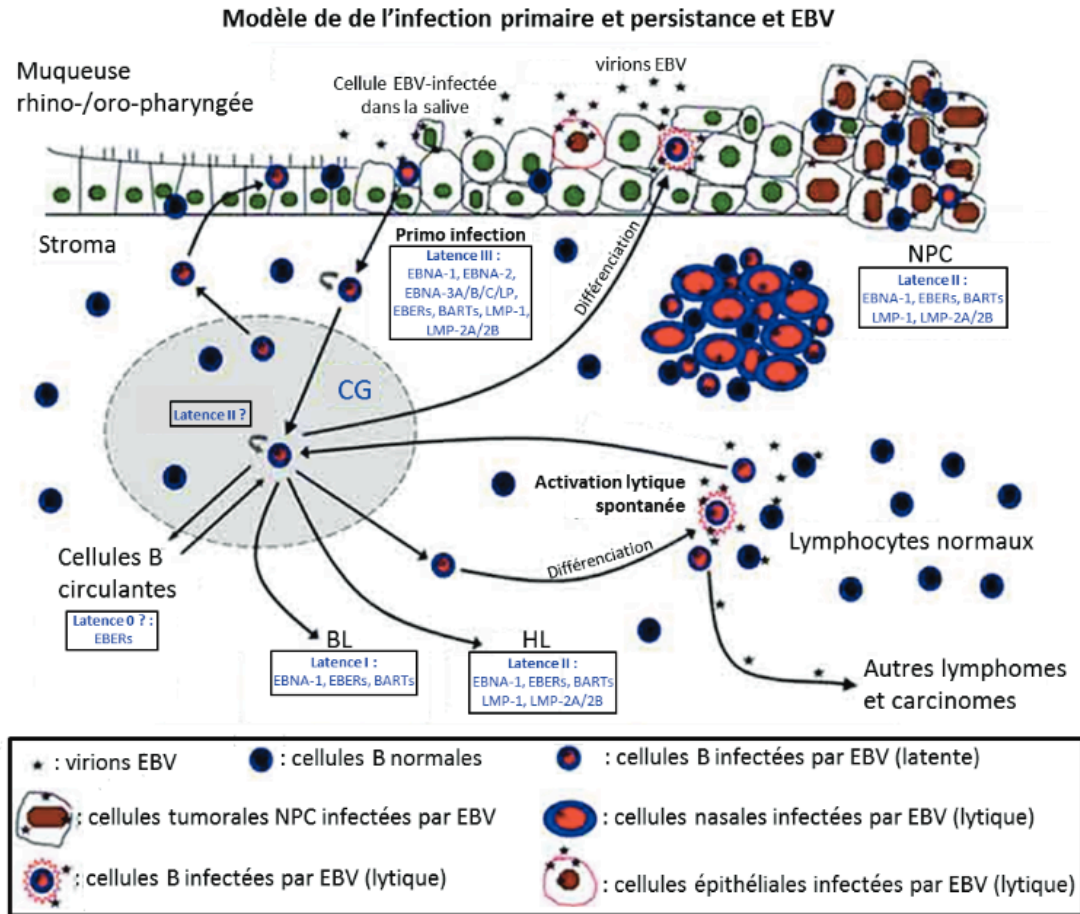 Modèle de de l’infection primaire et persistance et EBV
Muqueuse
rhino-/oro-pharyngée
Cellule EBV-infectée
dans la salive
virions EBV
Stroma
Primo infection
Latence III :
EBNA-1, EBNA-2,
EBNA-3A/B/C/LP,
EBERs, BARTs, LMP-1,
LMP-2A/2B
Différenciation
NPC
Latence II :
EBNA-1, EBERs, BARTs
LMP-1, LMP-2A/2B
CG
Latence II ?
Activation lytique
spontanée
Différenciation
Lymphocytes normaux
Cellules B
circulantes
Latence 0 ? :
EBERs
BL
Latence I :
EBNA-1, EBERs, BARTs
HL
Latence II :
EBNA-1, EBERs, BARTs
LMP-1, LMP-2A/2B
Autres lymphomes
et carcinomes
: virions EBV
: cellules B normales
: cellules B infectées par EBV (latente)
: cellules tumorales NPC infectées par EBV
: cellules nasales infectées par EBV (lytique)
: cellules B infectées par EBV (lytique)
: cellules épithéliales infectées par EBV (lytique)